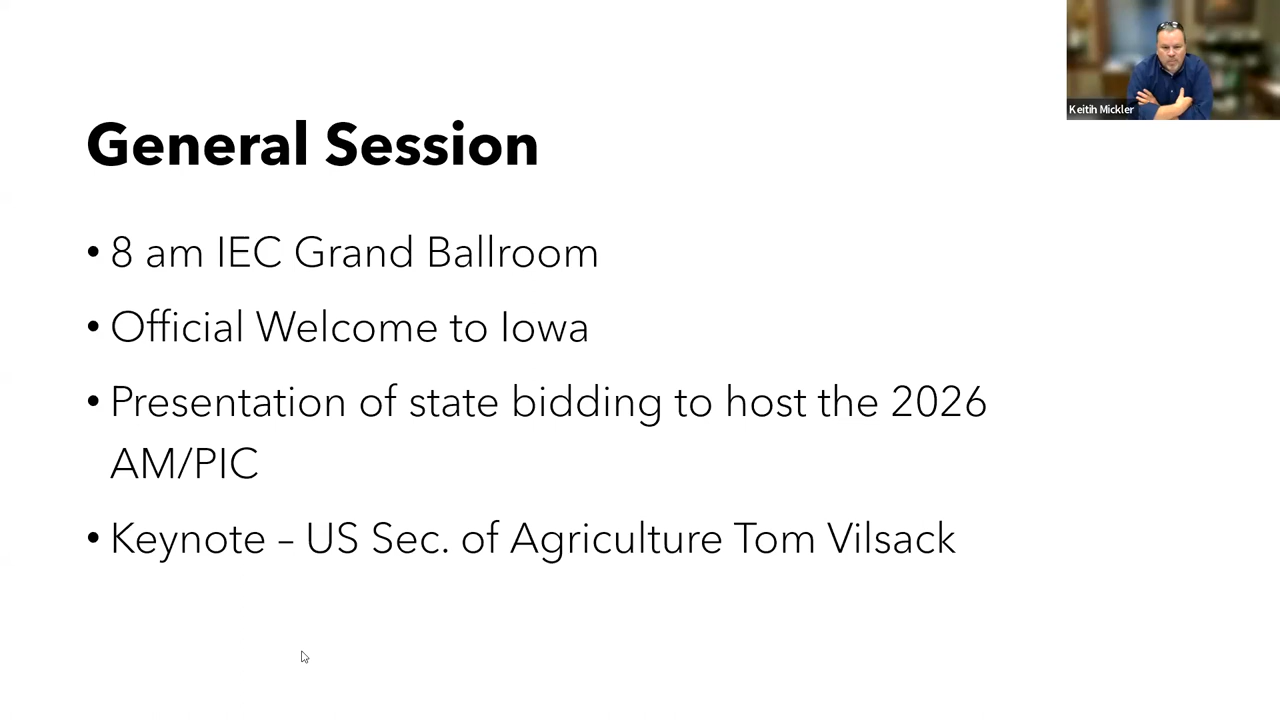 Keitih Mickler
General Session
• 8 am IEC Grand Ballroom
• Official Welcome to Iowa
• Presentation of state bidding to host the 2026
AM/PIC
• Keynote – US Sec. of Agriculture Tom Vilsack